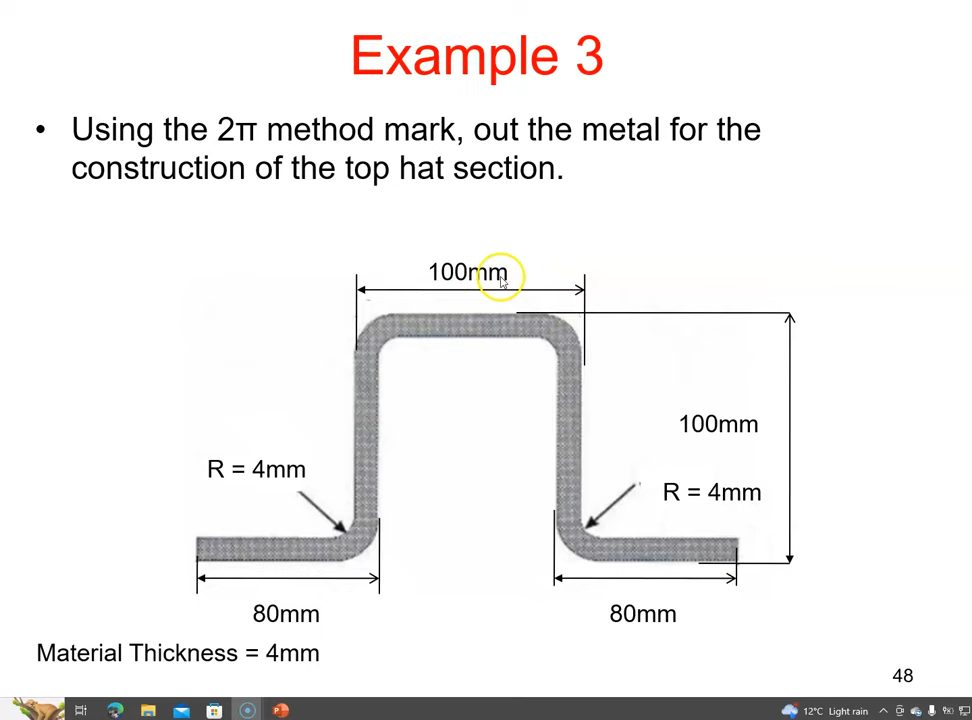 Example 3
• Using the 2π method mark, out the metal for the
construction of the top hat section.
100mm
100mm
R = 4mm
R = 4mm
80mm
80mm
Material Thickness = 4mm
48
12°C Light rain